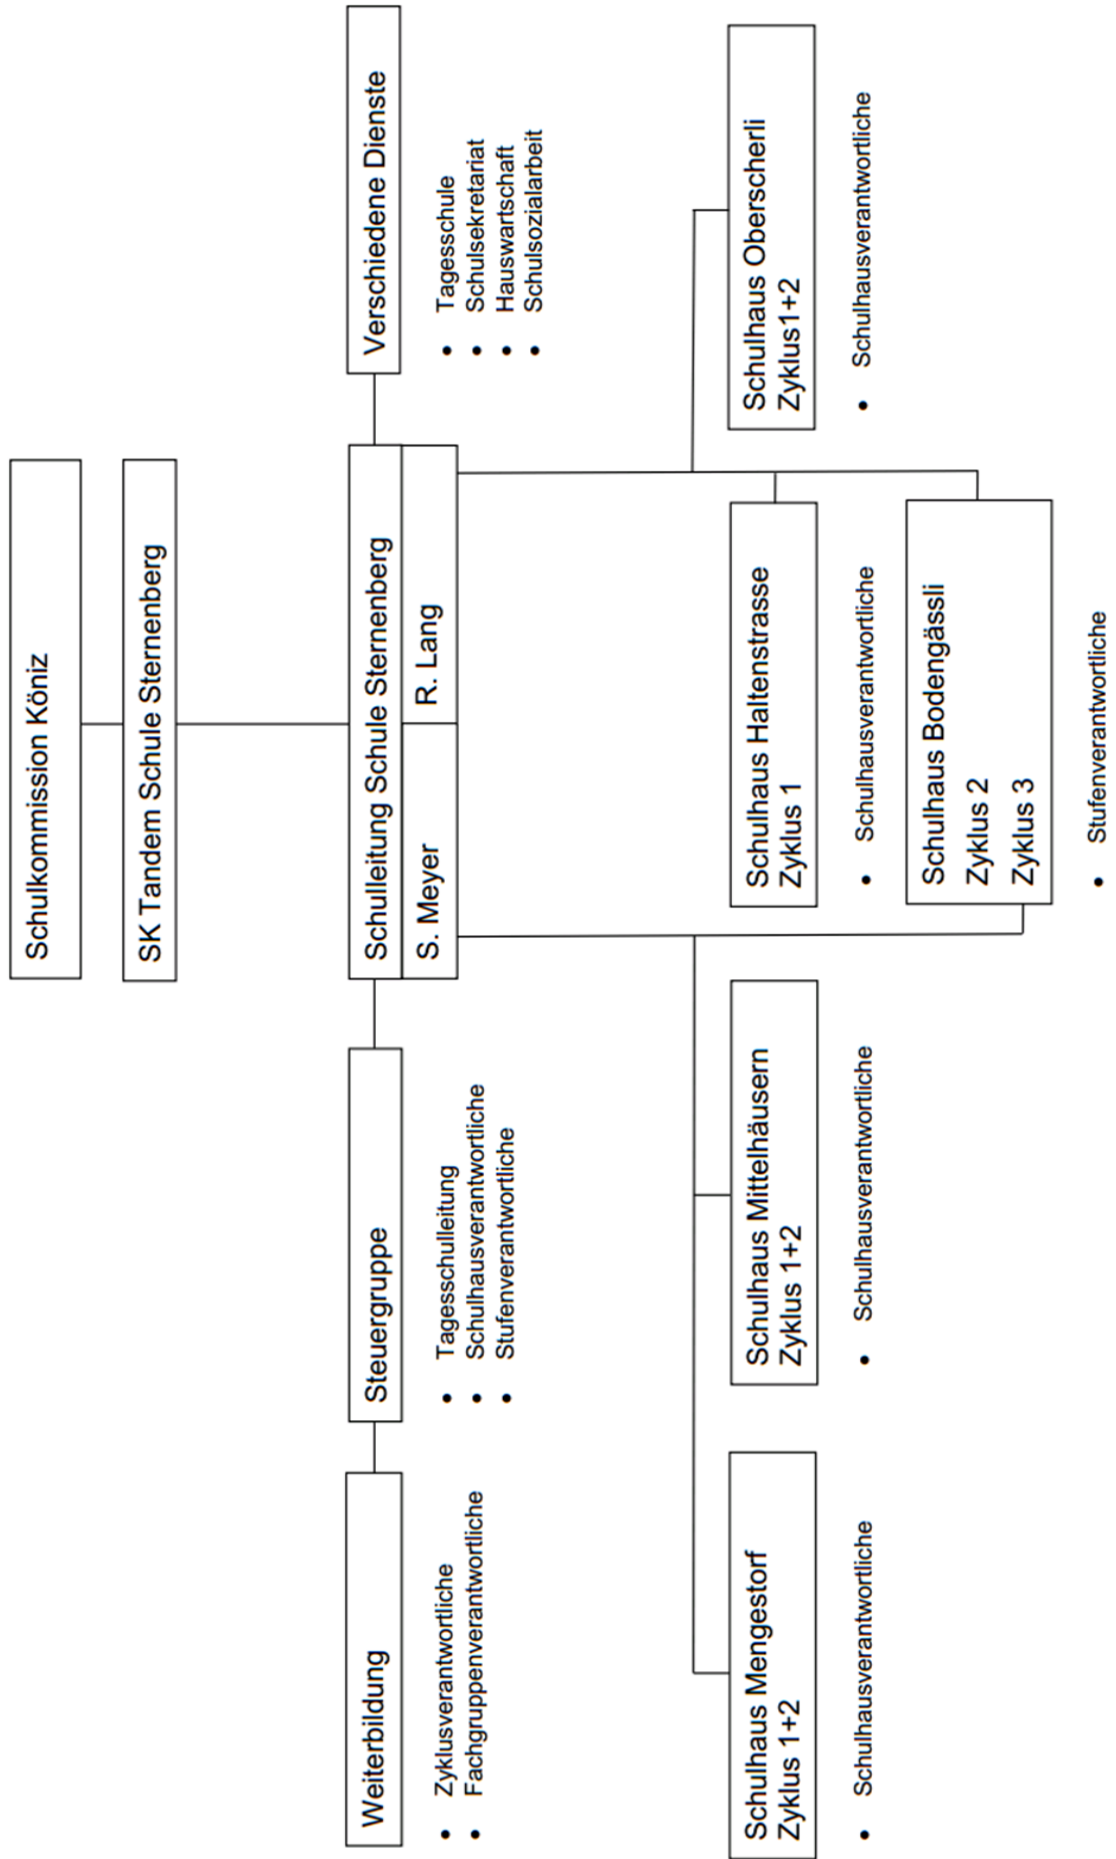 Schulkommission Köniz
SK Tandem Schule Sternenberg
Weiterbildung
Zyklusverantwortliche
Fachgruppenverantwortliche
Steuergruppe
Tagesschulleitung
Schulhausverantwortliche
Stufenverantwortliche
Schulleitung Schule Sternenberg
S. Meyer
R. Lang
Verschiedene Dienste
Tagesschule
Schulsekretariat
Hauswartschaft
Schulsozialarbeit
Schulhaus Mengestorf
Zyklus 1+2
Schulhausverantwortliche
Schulhaus Mittelhäusern
Zyklus 1+2
Schulhausverantwortliche
Schulhaus Haltenstrasse
Zyklus 1
Schulhausverantwortliche
Schulhaus Oberscherli
Zyklus1+2
Schulhausverantwortliche
Schulhaus Bodengässli
Zyklus 2
Zyklus 3
Stufenverantwortliche